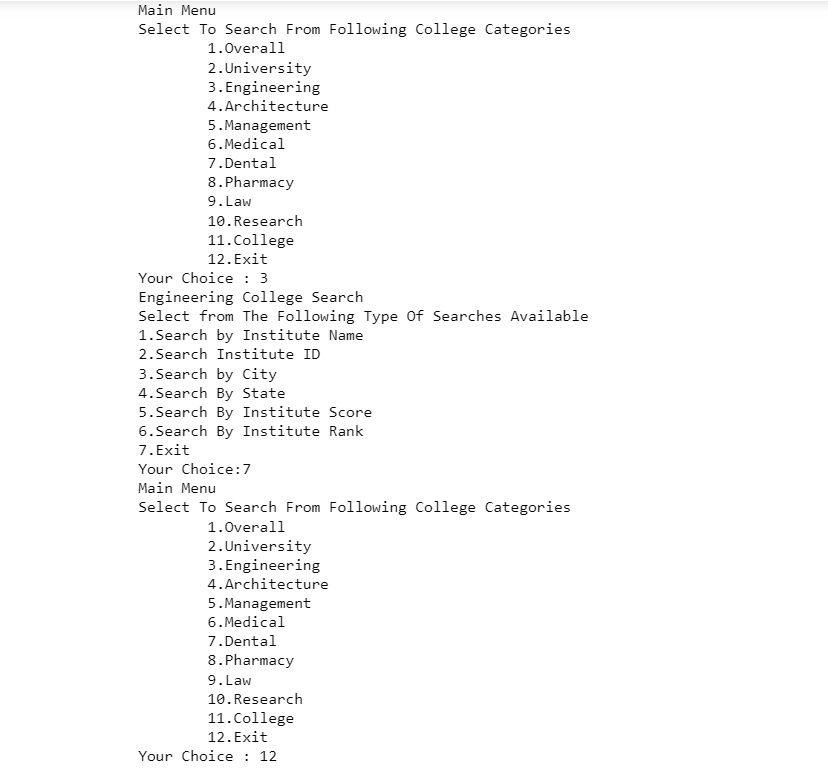 Main Menu
Select To Search From Following College Categories
1.Overall
2.University
3.Engineering
4.Architecture
5.Management
6.Medical
7.Dental
8.Pharmacy
9.Law
10.Research
11.College
12.Exit
Your Choice : 3
Engineering College Search
Select from The Following Type Of Searches Available
1.Search by Institute Name
2.Search Institute ID
3.Search by City
4.Search By State
5.Search By Institute Score
6.Search By Institute Rank
7.Exit
Your Choice:7
Main Menu
Select To Search From Following College Categories
1.Overall
2.University
3.Engineering
4.Architecture
5.Management
6.Medical
7.Dental
8.Pharmacy
9.Law
10.Research
11.College
12.Exit
Your Choice : 12